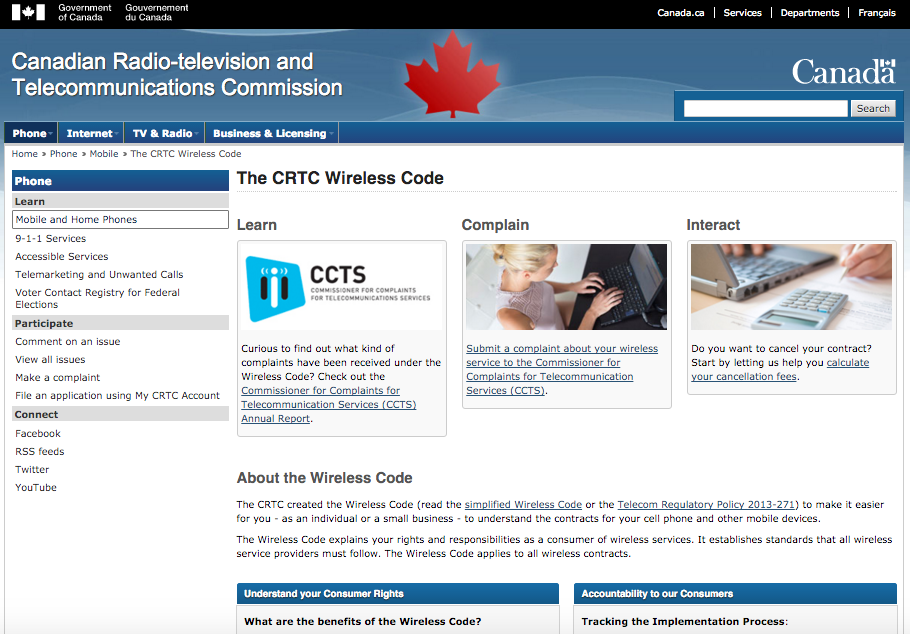 Government of Canada
Gouvernement du Canada
Canada.ca
Services
Departments
Français
Canadian Radio-television and
Telecommunications Commission
Canada
Search
Phone
Internet
TV & Radio
Business & Licensing
Home » Phone » Mobile » The CRTC Wireless Code
Phone
Learn
Mobile and Home Phones
9-1-1 Services
Accessible Services
Telemarketing and Unwanted Calls
Voter Contact Registry for Federal
Elections
Participate
Comment on an issue
View all issues
Make a complaint
File an application using My CRTC Account
Connect
Facebook
RSS feeds
Twitter
YouTube
The CRTC Wireless Code
Learn
CCTS
COMMISSIONER FOR COMPLAINTS
FOR TELECOMMUNICATIONS SERVICES
Curious to find out what kind of
complaints have been received under the
Wireless Code? Check out the
Commissioner for Complaints for
Telecommunication Services (CCTS)
Annual Report.
Complain
Submit a complaint about your wireless
service to the Commissioner for
Complaints for Telecommunication
Services (CCTS).
Interact
Do you want to cancel your contract?
Start by letting us help you calculate
your cancellation fees.
About the Wireless Code
The CRTC created the Wireless Code (read the simplified Wireless Code or the Telecom Regulatory Policy 2013-271) to make it easier
for you - as an individual or a small business - to understand the contracts for your cell phone and other mobile devices.
The Wireless Code explains your rights and responsibilities as a consumer of wireless services. It establishes standards that all wireless
service providers must follow. The Wireless Code applies to all wireless contracts.
Understand your Consumer Rights
What are the benefits of the Wireless Code?
Accountability to our Consumers
Tracking the Implementation Process: